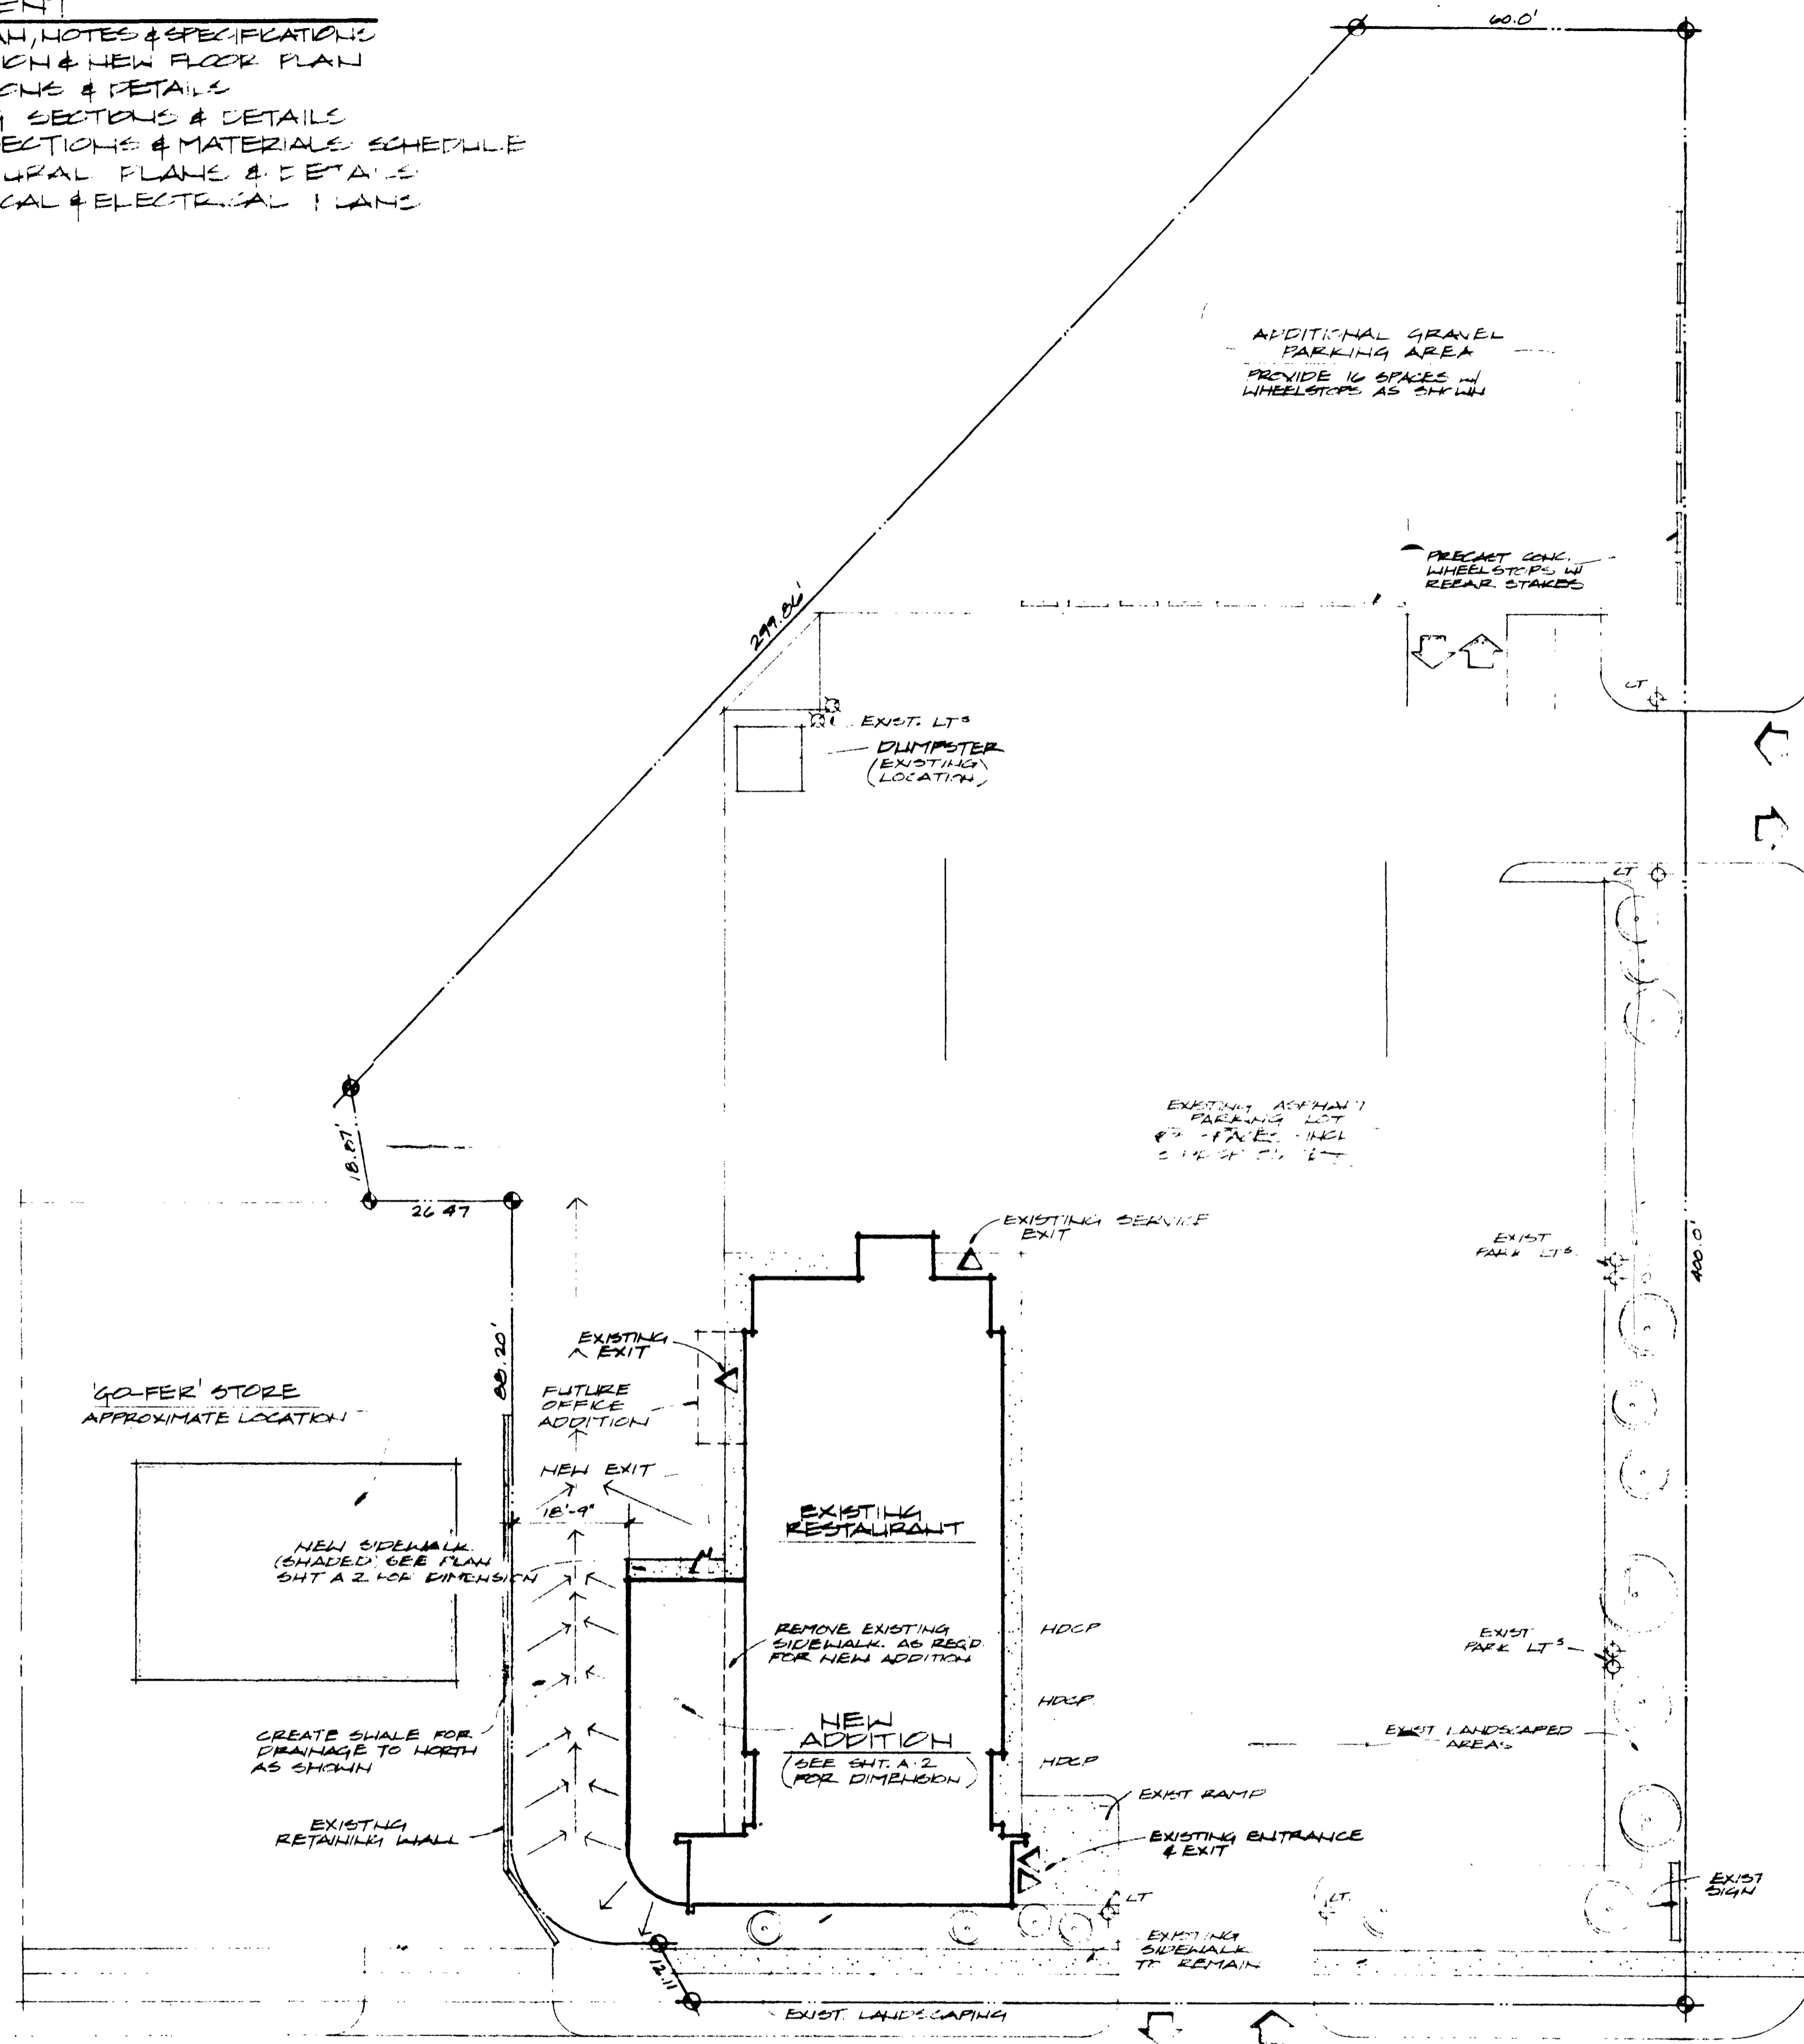 AN, NOTES & SPECIFICATIONS
ION & NEW FLOOR PLAN
ONS & DETAILS
G SECTIONS & DETAILS
ECTIONS & MATERIALS SCHEDULE
URAL PLANS & DETAILS
CAL & ELECTRICAL PLANS
60.0'
ADDITIONAL GRAVEL
PARKING AREA
PROVIDE 16 SPACES w/
WHEELSTOPS AS SHOWN
PRECAST CONC.
WHEELSTOPS W/
REBAR STAKES
299.86'
LT
EXIST. LTS
DUMPSTER
(EXISTING
LOCATION)
LT
EXISTING ASPHALT
PARKING LOT
SPACES INCL
18.87'
26.47
EXISTING SERVICE
EXIT
EXIST
PARK LTS.
400.0'
EXISTING
EXIT
88.20'
'GOLFER' STORE
APPROXIMATE LOCATION
FUTURE
OFFICE
ADDITION
NEW EXIT
18'-9"
EXISTING
RESTAURANT
NEW SIDEWALK
(SHADED) SEE PLAN
SHT A 2 FOR DIMENSION
REMOVE EXISTING
SIDEWALK. AS REQ'D.
FOR NEW ADDITION
HDCP
EXIST
PARK LTS
HDCP
NEW
ADDITION
(SEE SHT. A-2
FOR DIMENSION)
HDCP
CREATE SWALE FOR
DRAINAGE TO NORTH
AS SHOWN
EXIST LANDSCAPED
AREAS
EXIST RAMP
EXISTING
RETAINING WALL
EXISTING ENTRANCE
& EXIT
EXIST
SIGN
LT
LT.
EXISTING
SIDEWALK
TO REMAIN
12.11
EXIST. LANDSCAPING